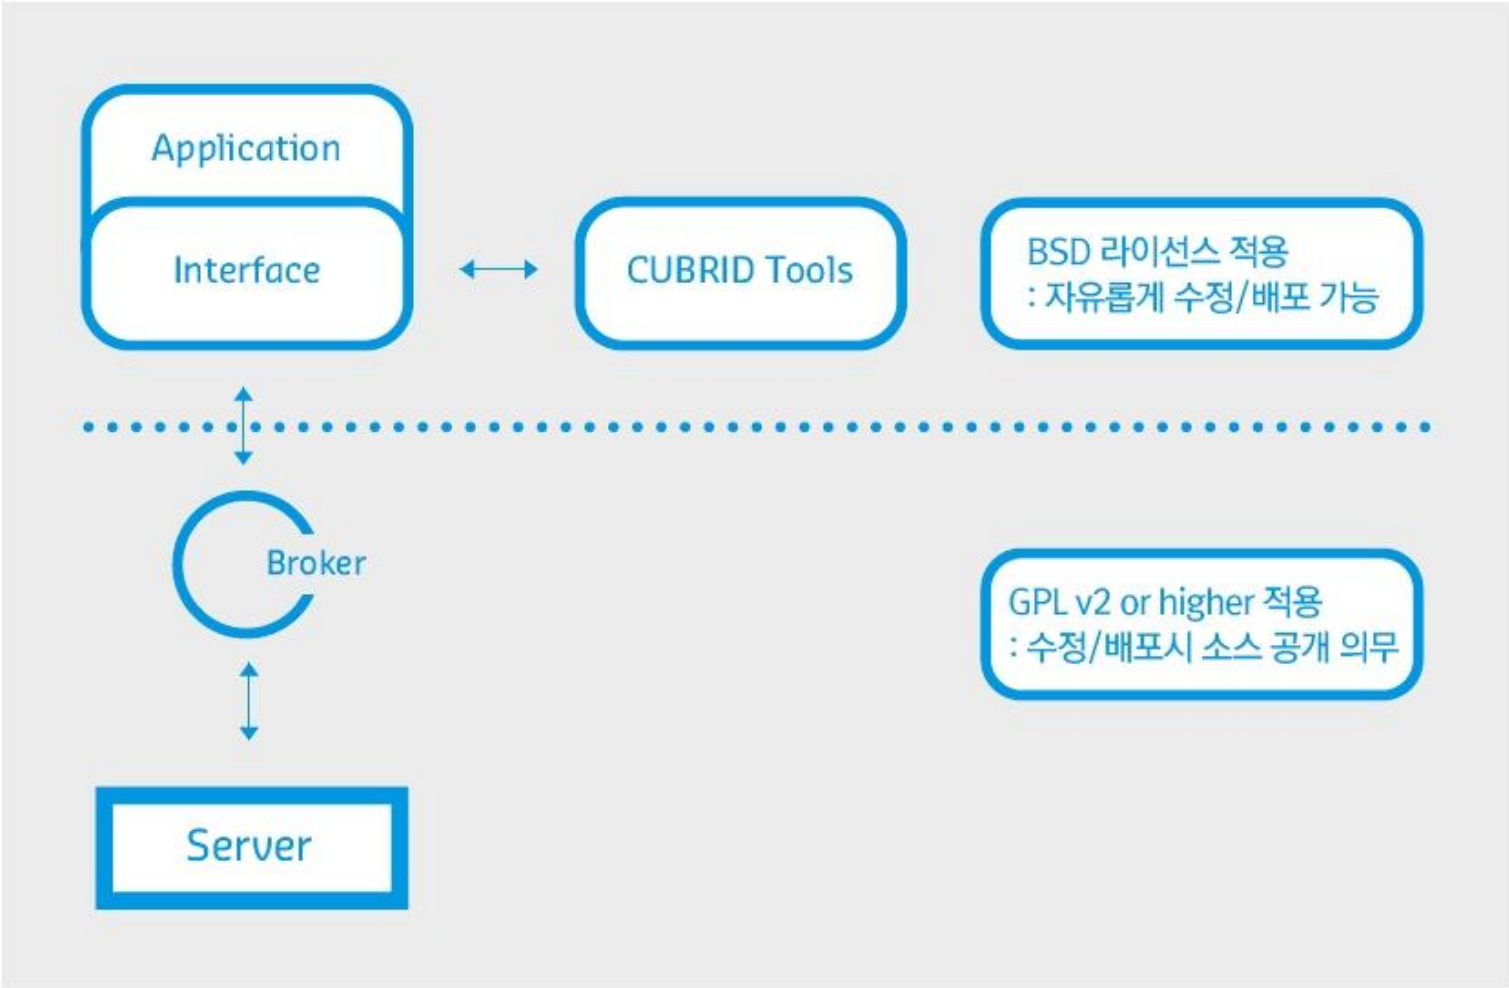 Application
Interface
CUBRID Tools
BSD 라이선스 적용
: 자유롭게 수정/배포 가능
Broker
GPL v2 or higher 적용
: 수정/배포시 소스 공개 의무
Server